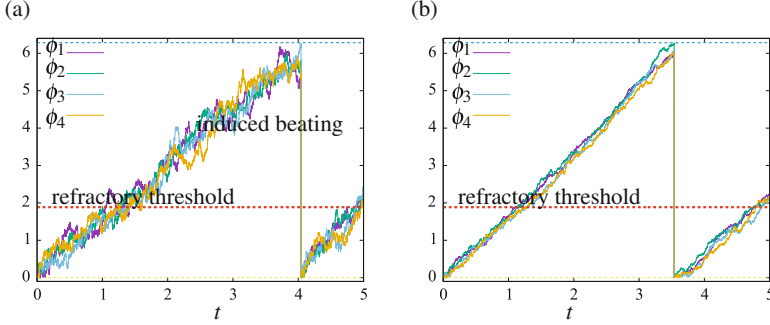 (a)
ϕ1
ϕ2
ϕ3
ϕ4
induced beating
refractory threshold
6
5
4
3
2
1
0
0 1 2 3 4 5
t
(b)
ϕ1
ϕ2
ϕ3
ϕ4
refractory threshold
6
5
4
3
2
1
0
0 1 2 3 4 5
t